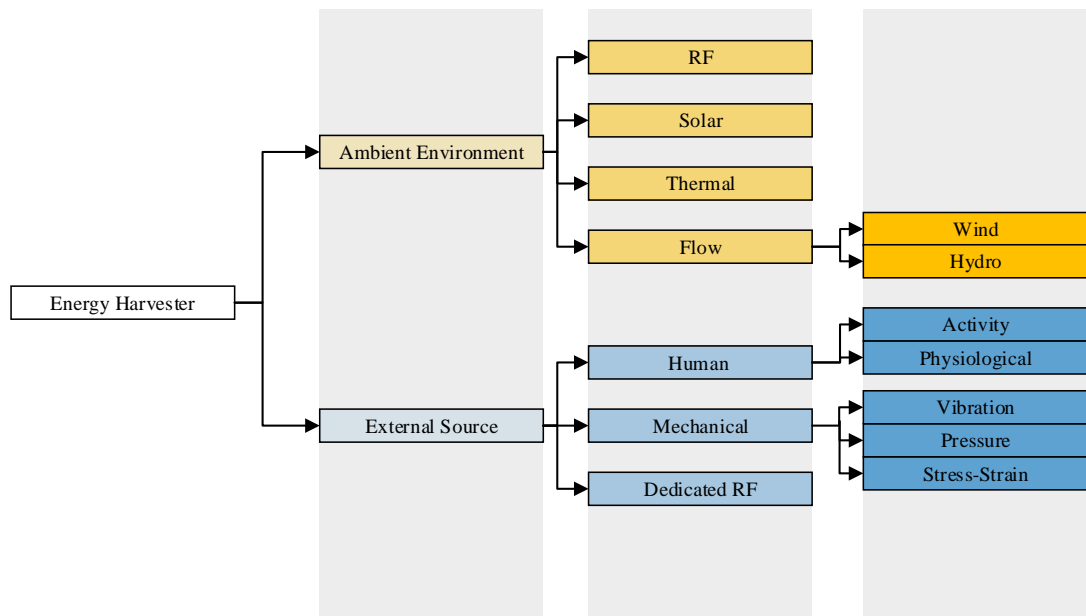 Energy Harvester
Ambient Environment
RF
Solar
Thermal
Flow
Wind
Hydro
External Source
Human
Activity
Physiological
Mechanical
Vibration
Pressure
Stress-Strain
Dedicated RF